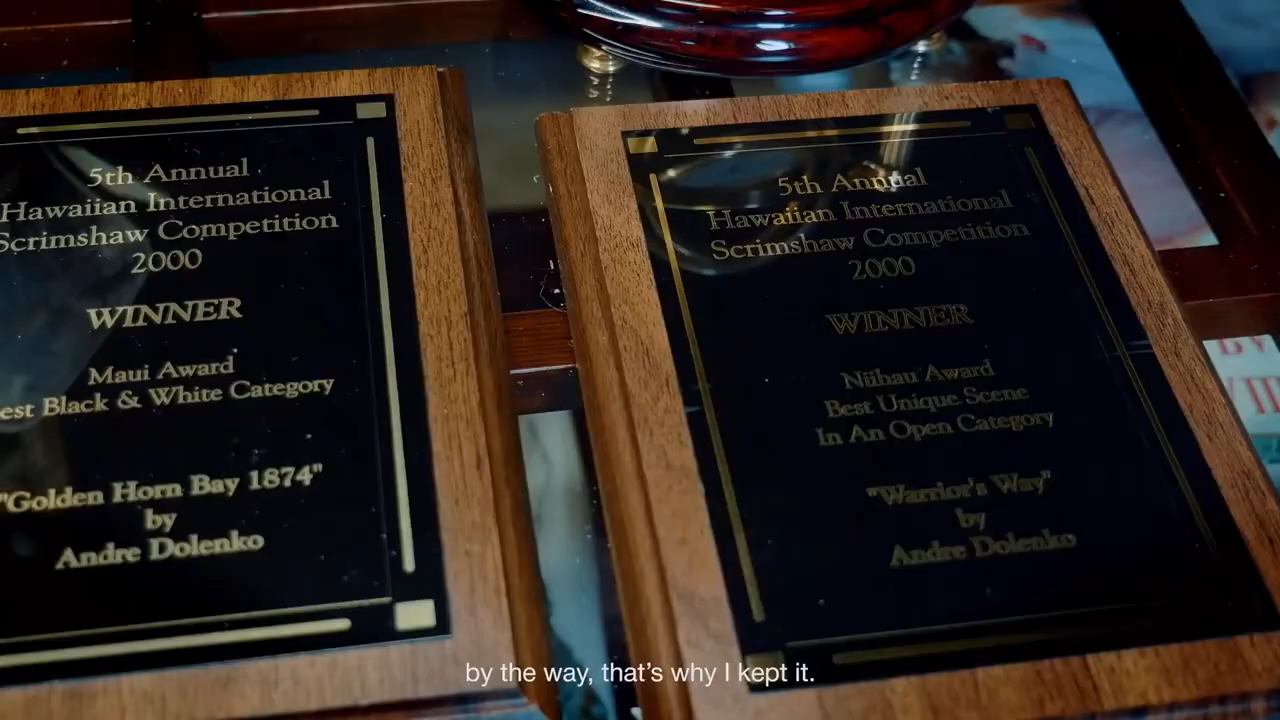 5th Annual
Hawaiian International
Scrimshaw Competition
2000
WINNER
Maui Award
est Black & White Category
"Golden Horn Bay 1874"
by
Andre Dolenko
5th Annual
Hawaiian International
Scrimshaw Competition
2000
WINNER
Niihau Award
Best Unique Scene
In An Open Category
"Warrior's Way"
by
Andre Dolenko
by the way, that's why I kept it.